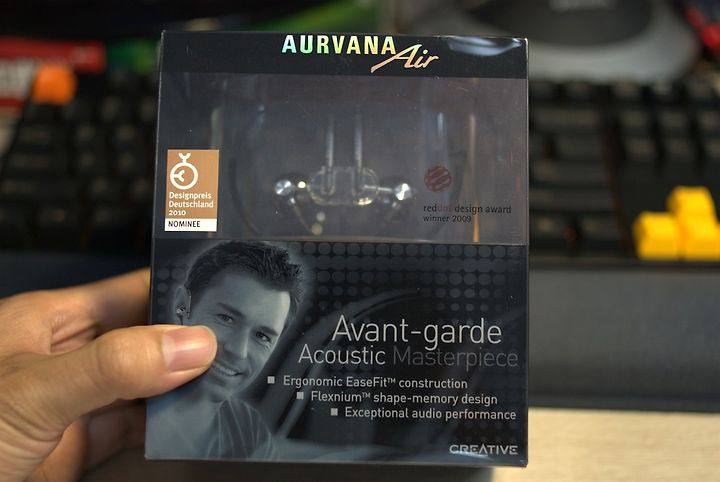 AURVANA
Air
Designpreis
Deutschland
2010
NOMINEE
reddot design award
winner 2009
Avant-garde
Acoustic Masterpiece
Ergonomic EaseFit™ construction
Flexnium™ shape-memory design
Exceptional audio performance
CREATIVE